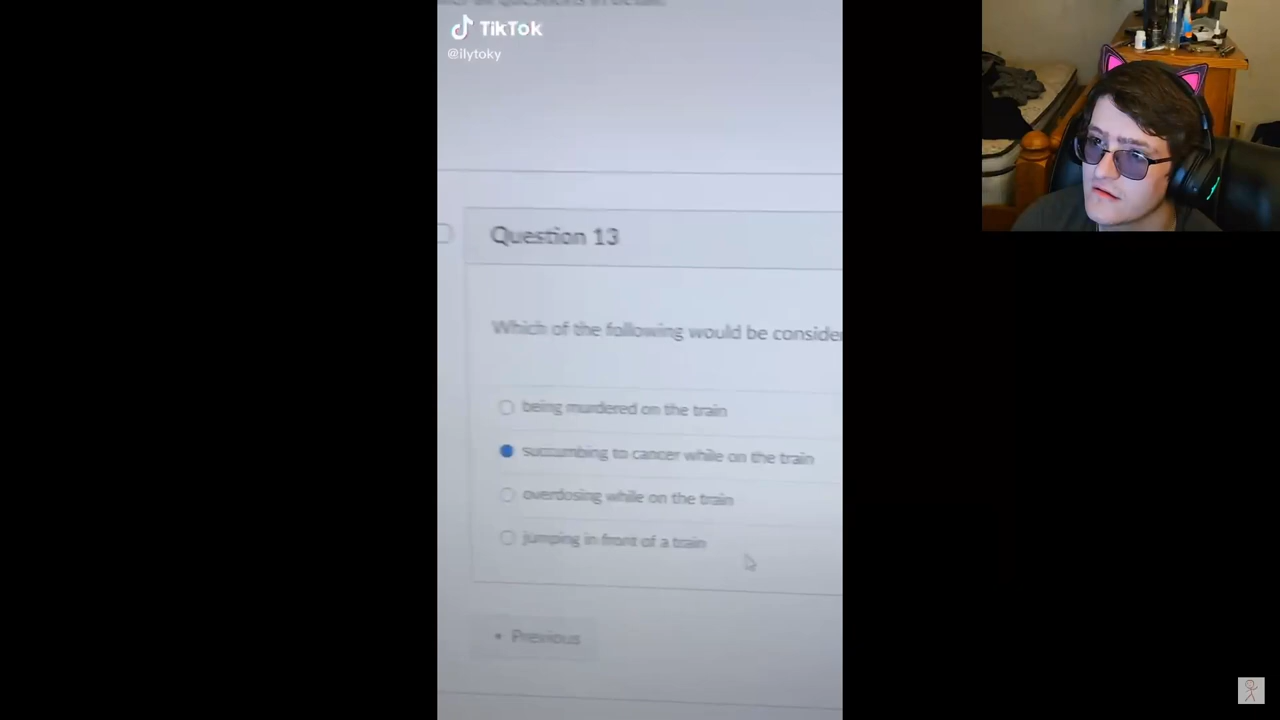 TikTok
@ilytoky
Question 13
Which of the following would be consider
being murdered on the train
succumbing to cancer while on the train
overdosing while on the train
jumping in front of a train
Previous